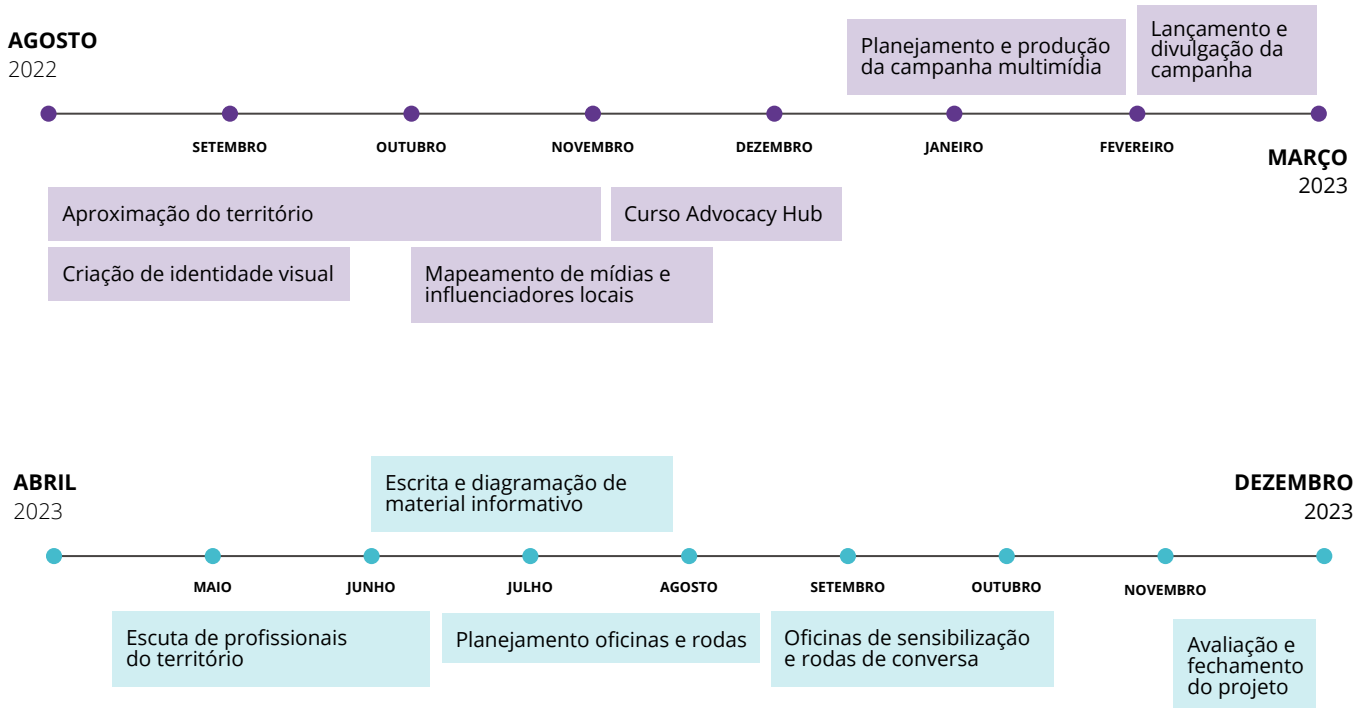 AGOSTO
2022
Planejamento e produção
da campanha multimídia
Lançamento e
divulgação da
campanha
SETEMBRO
OUTUBRO
NOVEMBRO
DEZEMBRO
JANEIRO
FEVEREIRO
MARÇO
2023
Aproximação do território
Curso Advocacy Hub
Criação de identidade visual
Mapeamento de mídias e
influenciadores locais
ABRIL
2023
Escrita e diagramação de
material informativo
DEZEMBRO
2023
MAIO
JUNHO
JULHO
AGOSTO
SETEMBRO
OUTUBRO
NOVEMBRO
Escuta de profissionais
do território
Planejamento oficinas e rodas
Oficinas de sensibilização
e rodas de conversa
Avaliação e
fechamento
do projeto